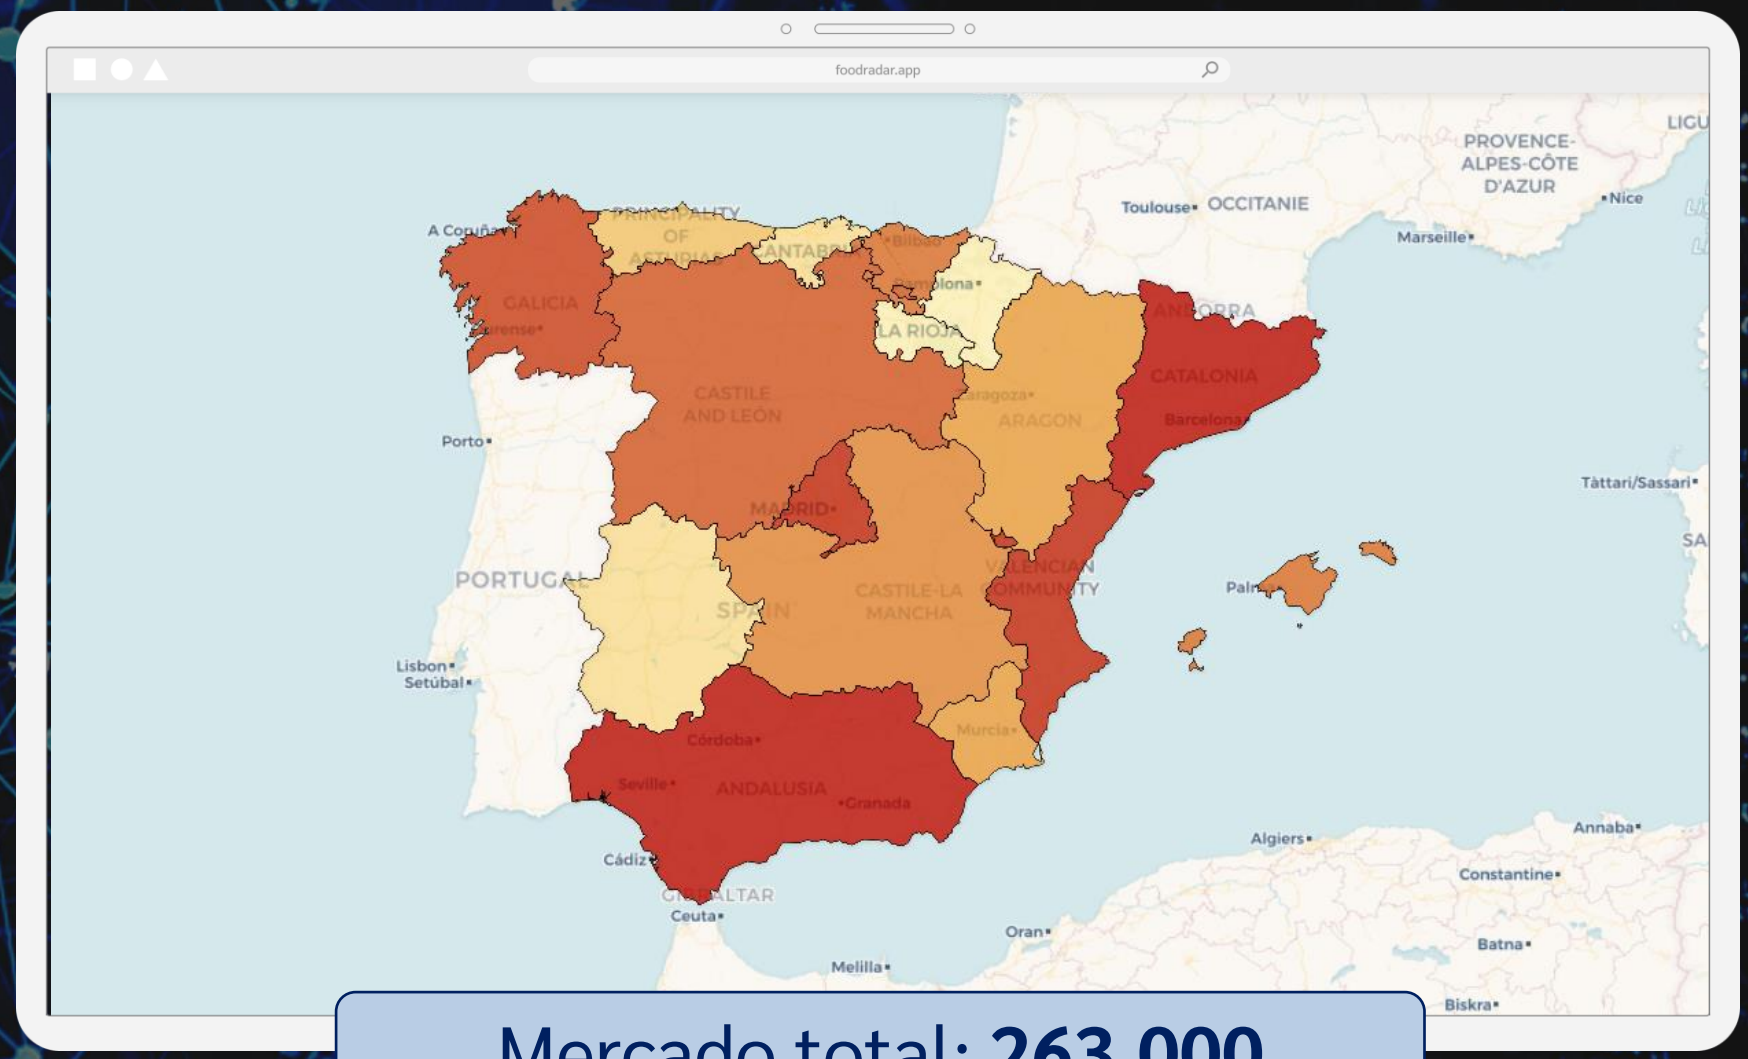 foodradar.app
LIGU
PROVENCE-
ALPES-CÔTE
D'AZUR
Nice
Toulouse
OCCITANIE
Marseille
A Coruña
PRINCIPALITY
OF
ASTURIAS
CANTABRIA
Bilbao
Pamplona
GALICIA
Ourense
LA RIOJA
ANDORRA
CATALONIA
Barcelona
CASTILE
AND LEÓN
Zaragoza
ARAGON
Porto
MADRID
Tàttari/Sassari
SA
PORTUGAL
SPAIN
CASTILE-LA
MANCHA
VALENCIAN
COMMUNITY
Palma
Lisbon
Setúbal
Murcia
Córdoba
Seville
ANDALUSIA
Granada
Cádiz
GIBRALTAR
Ceuta
Algiers
Annaba
Constantine
Oran
Batna
Melilla
Biskra
Mercado total: 263.000